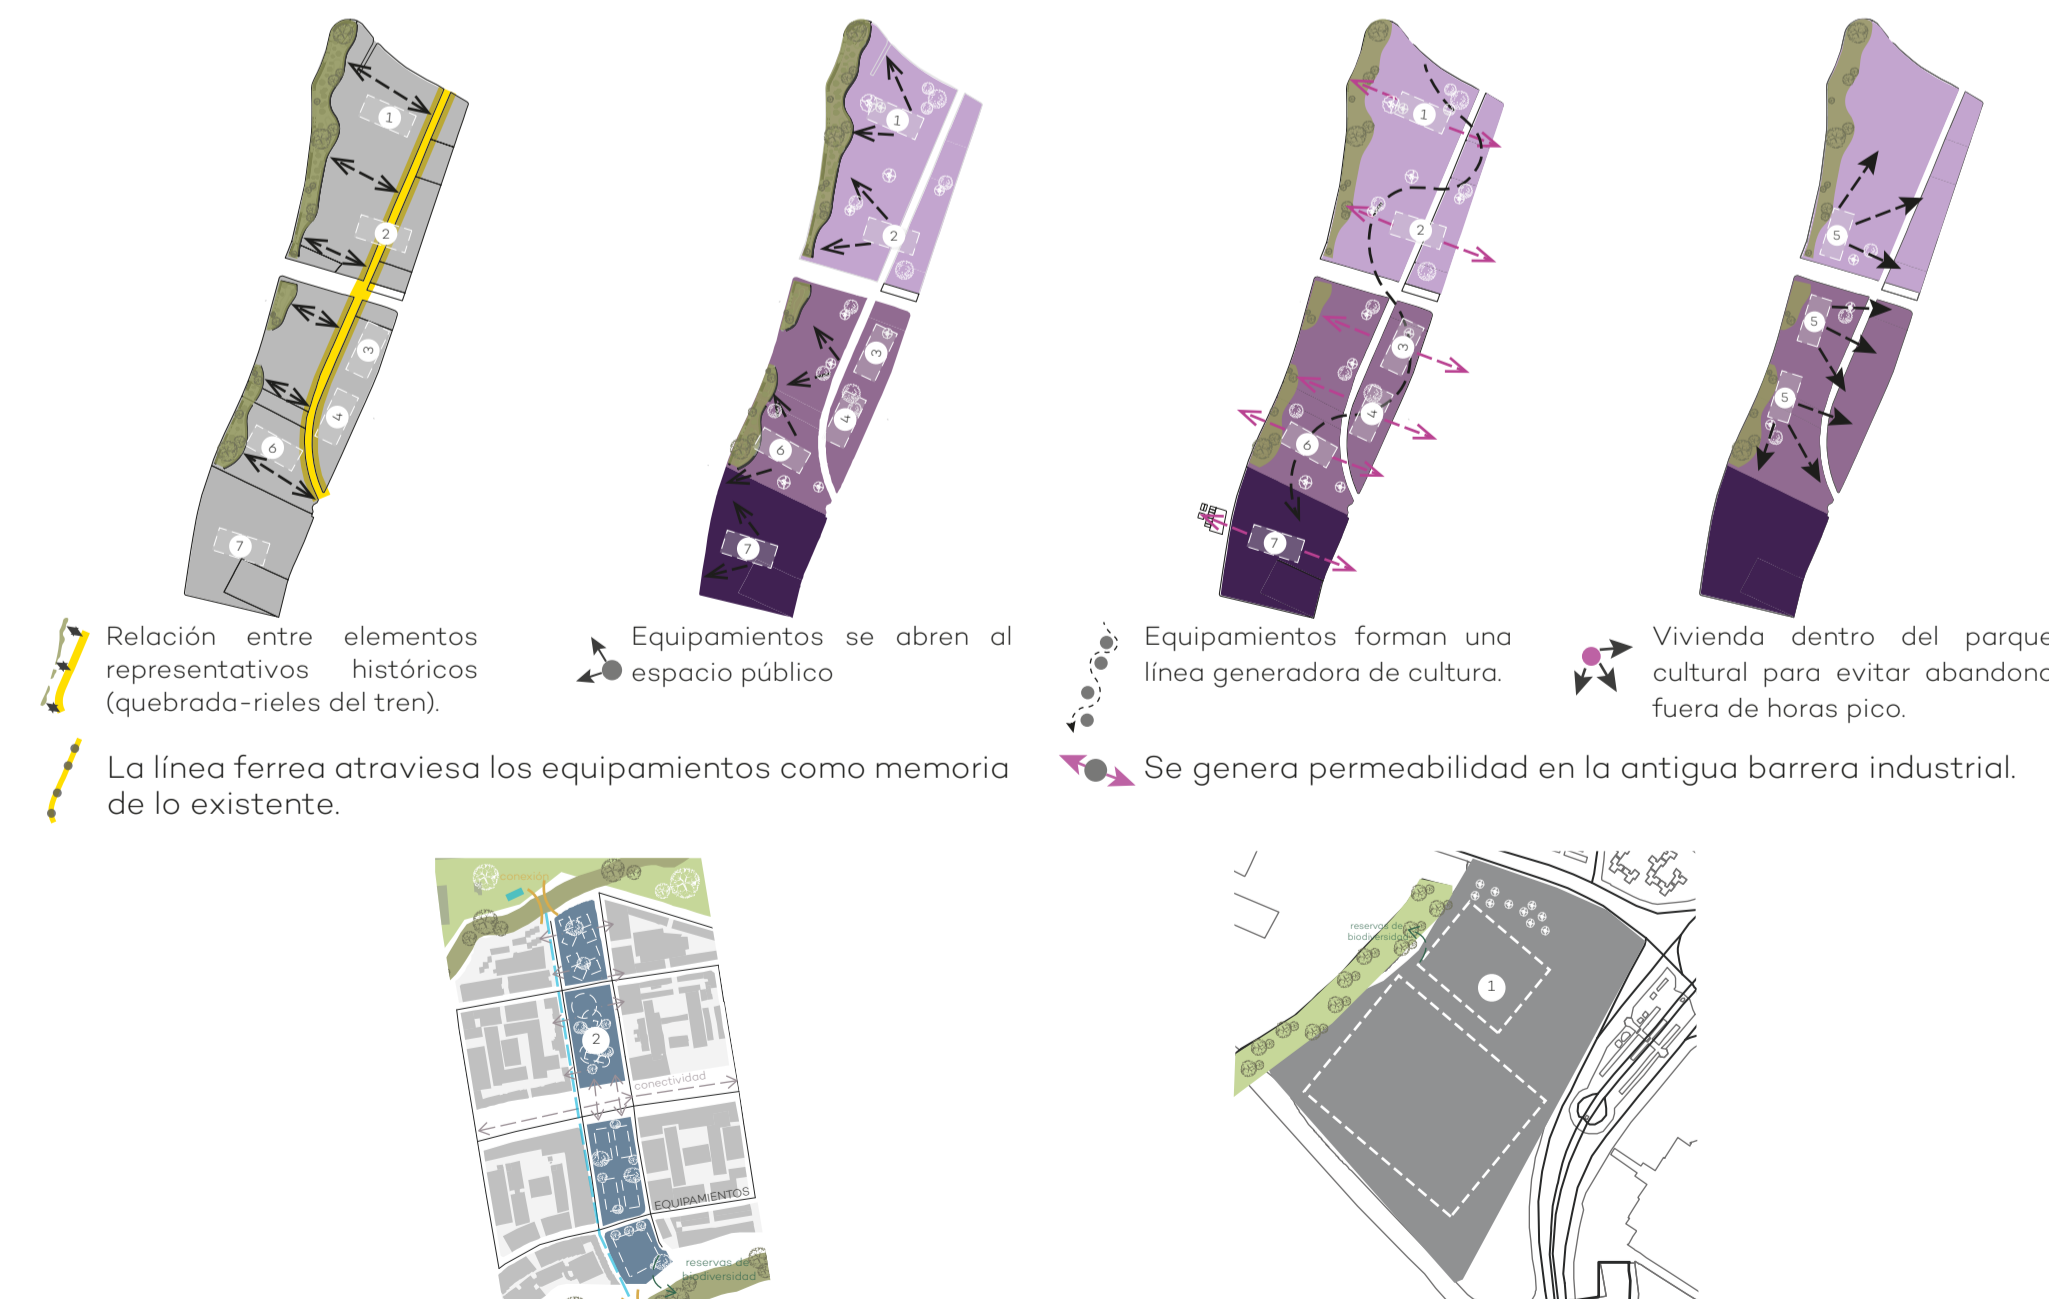 1
2
3
4
6
7
1
2
3
4
6
7
1
2
3
4
6
7
5
5
5
Relación entre elementos
representativos históricos
(quebrada-rieles del tren).
Equipamientos se abren al
espacio público
Equipamientos forman una
línea generadora de cultura.
Vivienda dentro del parque
cultural para evitar abandono
fuera de horas pico.
La línea ferrea atraviesa los equipamientos como memoria
de lo existente.
Se genera permeabilidad en la antigua barrera industrial.
conexión
2
conectividad
EQUIPAMIENTOS
reservas de
biodiversidad
reservas de
biodiversidad
1